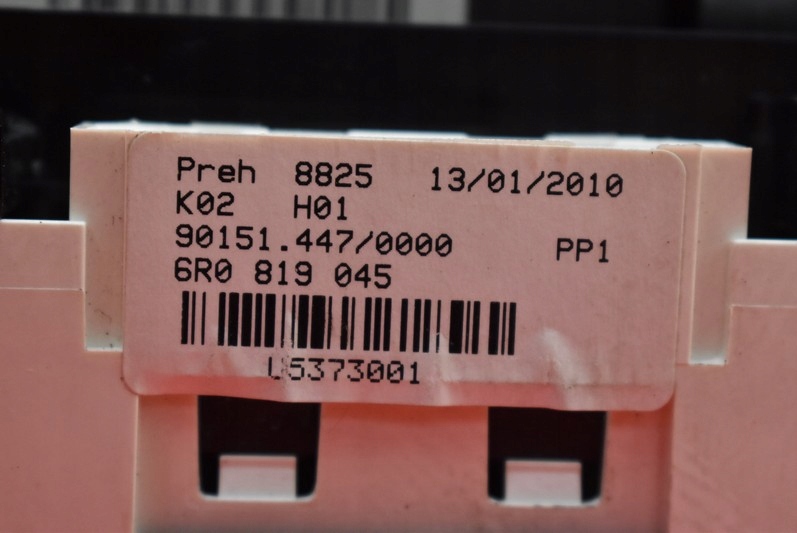 Preh 8825 13/01/2010
K02 H01
90151.447/0000 PP1
6R0 819 045
U5373001